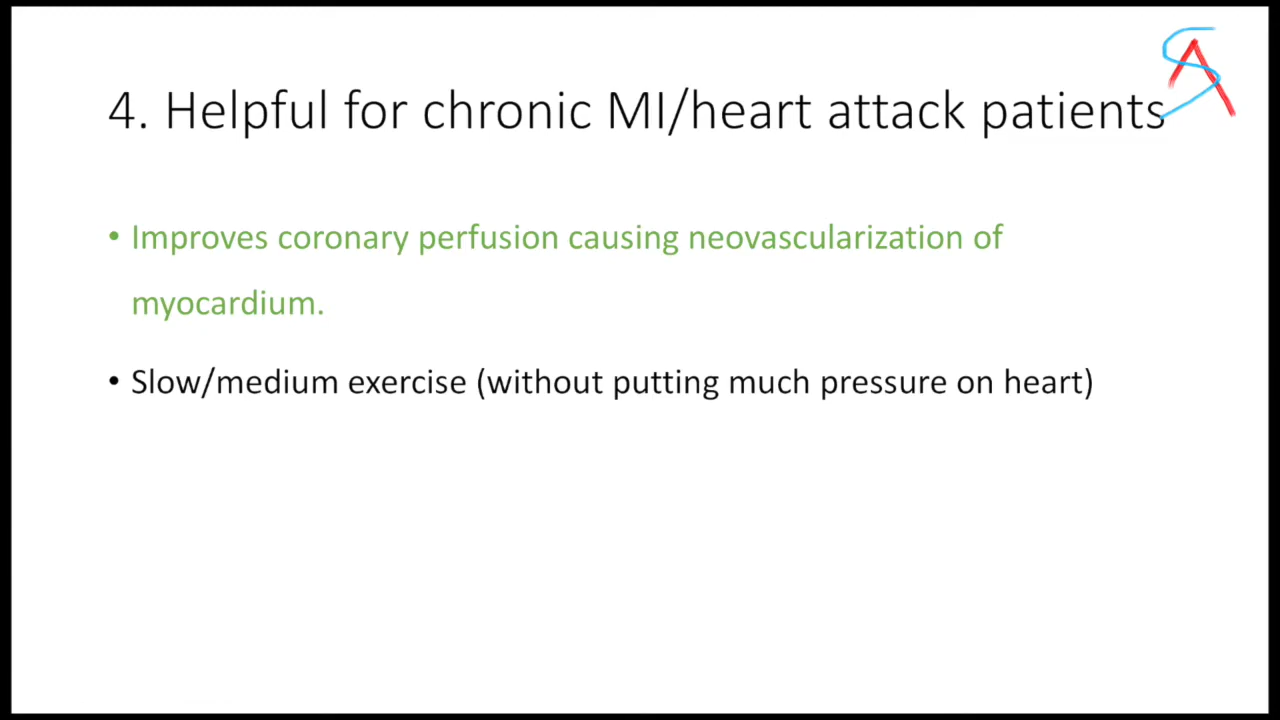 4. Helpful for chronic MI/heart attack patients
SA
• Improves coronary perfusion causing neovascularization of
myocardium.
• Slow/medium exercise (without putting much pressure on heart)